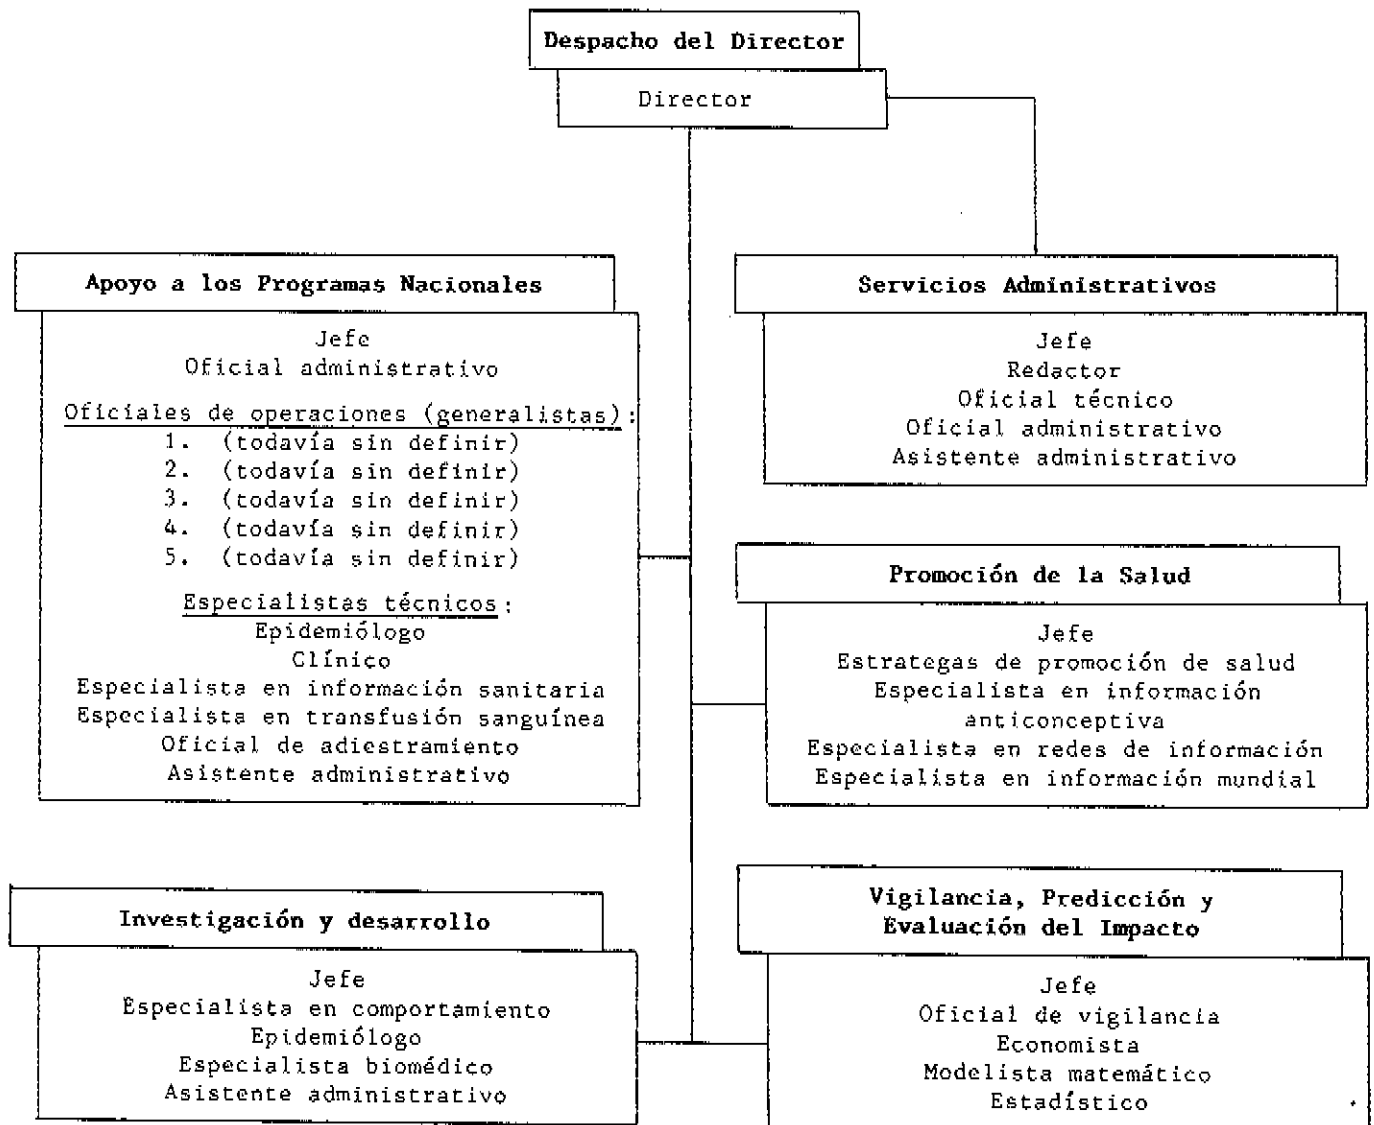 Despacho del Director
Director
Apoyo a los Programas Nacionales
Jefe
Oficial administrativo
Oficiales de operaciones (generalistas):
1. (todavía sin definir)
2. (todavía sin definir)
3. (todavía sin definir)
4. (todavía sin definir)
5. (todavía sin definir)
Especialistas técnicos:
Epidemiólogo
Clínico
Especialista en información sanitaria
Especialista en transfusión sanguínea
Oficial de adiestramiento
Asistente administrativo
Servicios Administrativos
Jefe
Redactor
Oficial técnico
Oficial administrativo
Asistente administrativo
Promoción de la Salud
Jefe
Estrategas de promoción de salud
Especialista en información
anticonceptiva
Especialista en redes de información
Especialista en información mundial
Investigación y desarrollo
Jefe
Especialista en comportamiento
Epidemiólogo
Especialista biomédico
Asistente administrativo
Vigilancia, Predicción y
Evaluación del Impacto
Jefe
Oficial de vigilancia
Economista
Modelista matemático
Estadístico